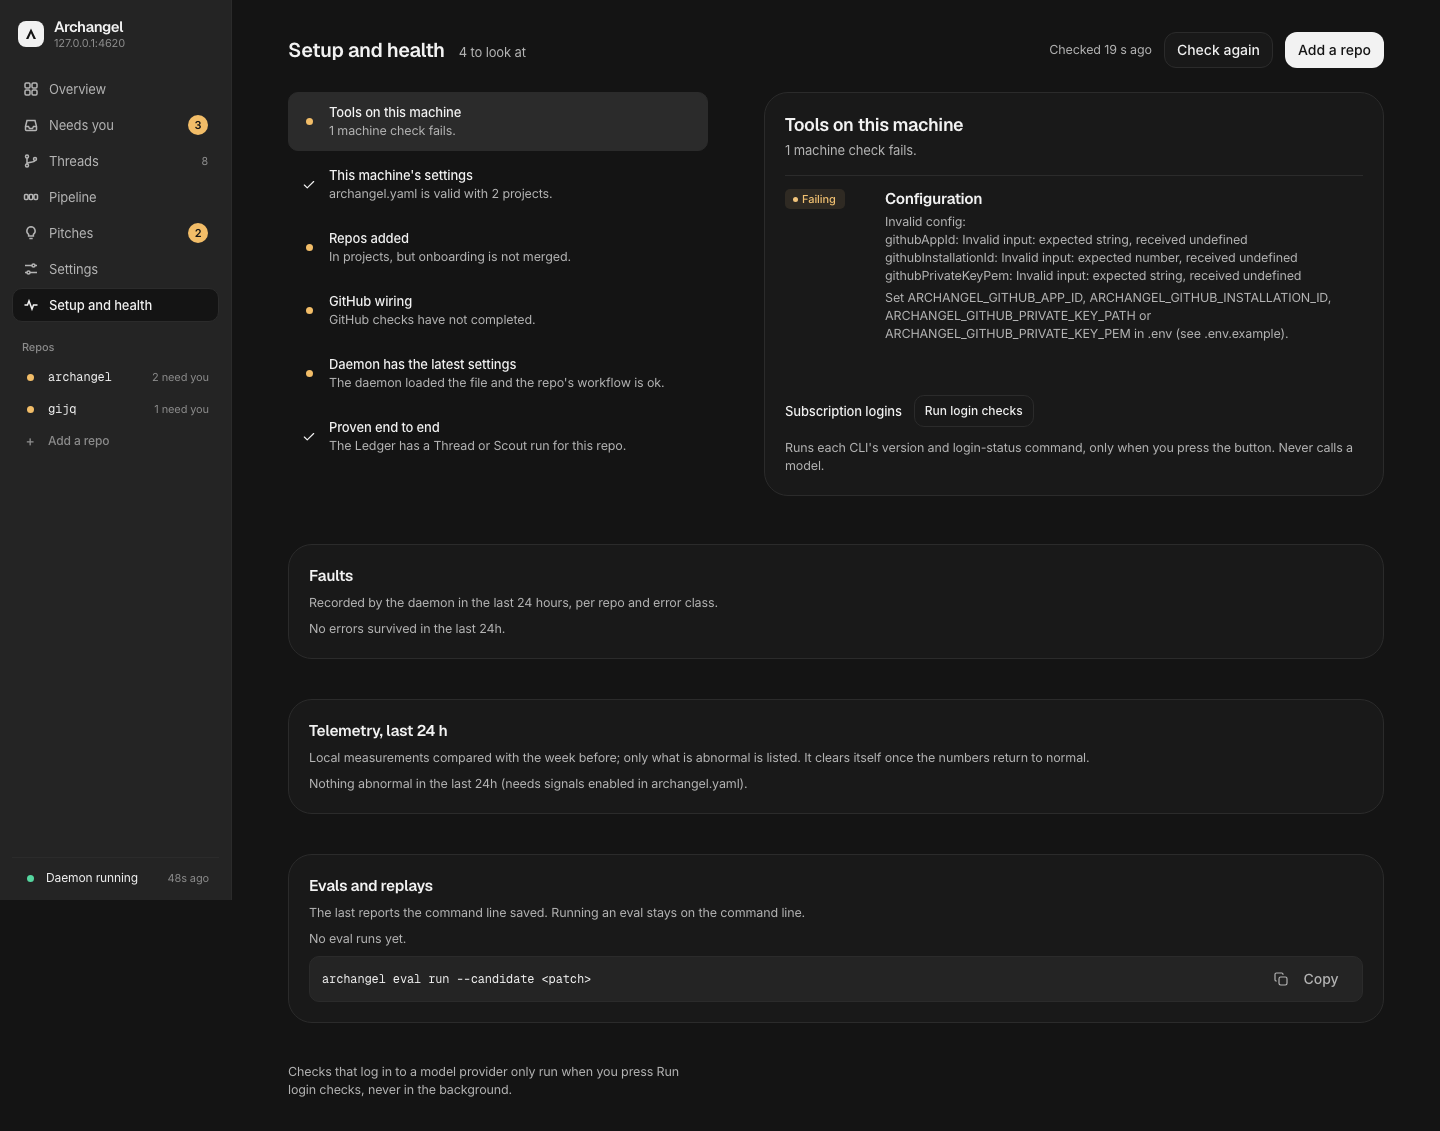 Archangel
127.0.0.1:4620
Overview
Needs you 3
Threads 8
Pipeline
Pitches 2
Settings
Setup and health
Repos
archangel 2 need you
gijq 1 need you
+ Add a repo
Daemon running 48s ago
Setup and health 4 to look at
Checked 19 s ago Check again Add a repo
Tools on this machine
1 machine check fails.
This machine's settings
archangel.yaml is valid with 2 projects.
Repos added
In projects, but onboarding is not merged.
GitHub wiring
GitHub checks have not completed.
Daemon has the latest settings
The daemon loaded the file and the repo's workflow is ok.
Proven end to end
The Ledger has a Thread or Scout run for this repo.
Tools on this machine
1 machine check fails.
Failing
Configuration
Invalid config:
githubAppId: Invalid input: expected string, received undefined
githubInstallationId: Invalid input: expected number, received undefined
githubPrivateKeyPem: Invalid input: expected string, received undefined
Set ARCHANGEL_GITHUB_APP_ID, ARCHANGEL_GITHUB_INSTALLATION_ID,
ARCHANGEL_GITHUB_PRIVATE_KEY_PATH or
ARCHANGEL_GITHUB_PRIVATE_KEY_PEM in .env (see .env.example).
Subscription logins Run login checks
Runs each CLI's version and login-status command, only when you press the button. Never calls a
model.
Faults
Recorded by the daemon in the last 24 hours, per repo and error class.
No errors survived in the last 24h.
Telemetry, last 24 h
Local measurements compared with the week before; only what is abnormal is listed. It clears itself once the numbers return to normal.
Nothing abnormal in the last 24h (needs signals enabled in archangel.yaml).
Evals and replays
The last reports the command line saved. Running an eval stays on the command line.
No eval runs yet.
archangel eval run --candidate <patch> Copy
Checks that log in to a model provider only run when you press Run
login checks, never in the background.